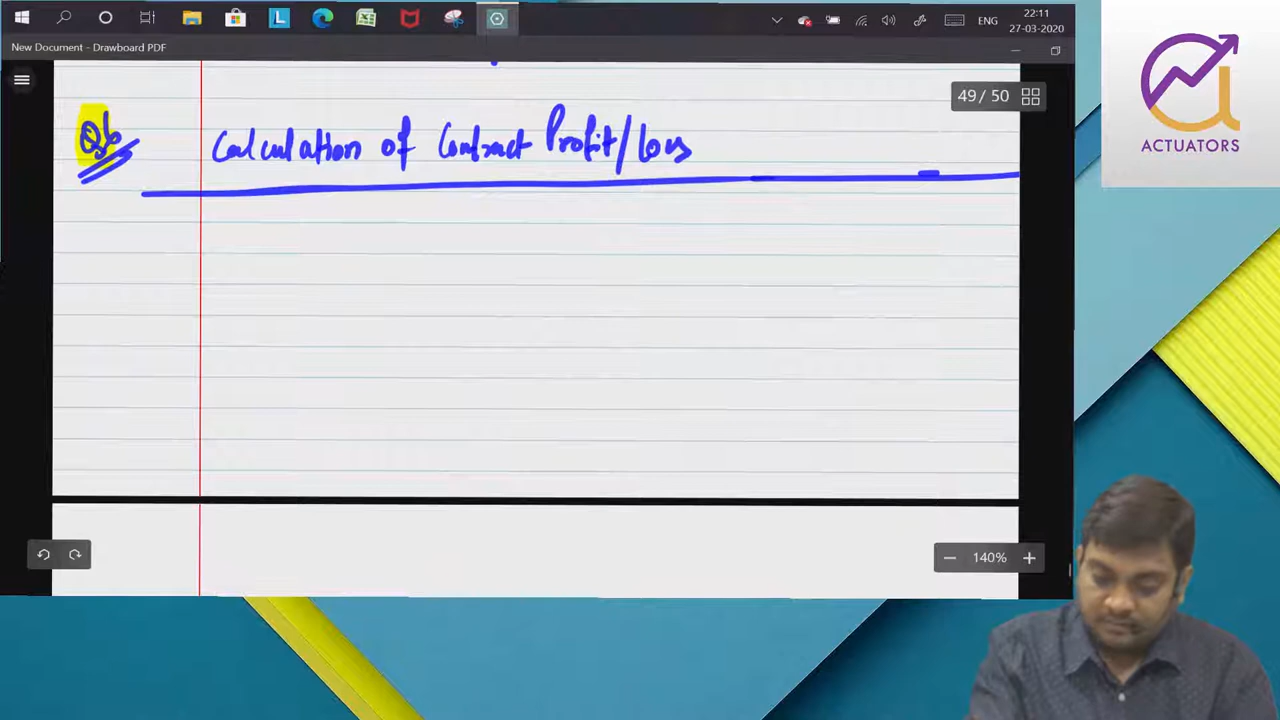 22:11
ENG
27-03-2020
New Document - Drawboard PDF
49 / 50
Q6 Calculation of Contract Profit/Loss
ACTUATORS
140%